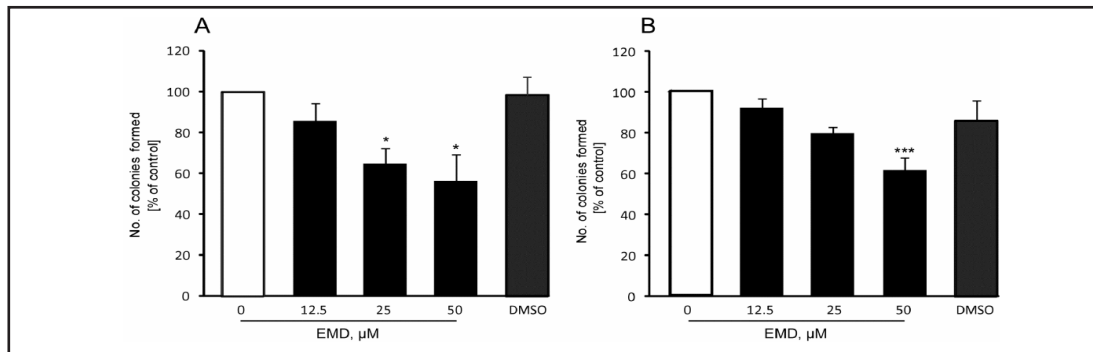 A
No. of colonies formed
[% of control]
120
100
80
60
40
20
0
*
*
0
12.5
25
50
DMSO
EMD, µM
B
No. of colonies formed
[% of control]
120
100
80
60
40
20
0
***
0
12.5
25
50
DMSO
EMD, µM